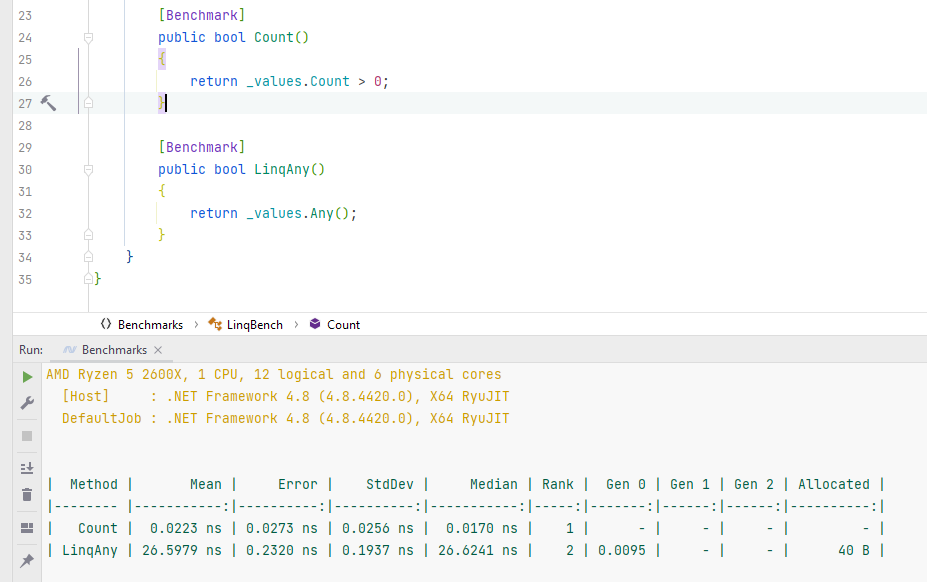 23 [Benchmark]
24 public bool Count()
25 {
26 return _values.Count > 0;
27 }
28
29 [Benchmark]
30 public bool LinqAny()
31 {
32 return _values.Any();
33 }
34 }
35 }
Benchmarks › LinqBench › Count
Run: Benchmarks ×
AMD Ryzen 5 2600X, 1 CPU, 12 logical and 6 physical cores
[Host]     : .NET Framework 4.8 (4.8.4420.0), X64 RyuJIT
DefaultJob : .NET Framework 4.8 (4.8.4420.0), X64 RyuJIT
|  Method |       Mean |     Error |    StdDev |     Median | Rank |  Gen 0 | Gen 1 | Gen 2 | Allocated |
|-------- |-----------:|----------:|----------:|-----------:|-----:|-------:|------:|------:|----------:|
|   Count |  0.0223 ns | 0.0273 ns | 0.0256 ns |  0.0170 ns |    1 |      - |     - |     - |         - |
| LinqAny | 26.5979 ns | 0.2320 ns | 0.1937 ns | 26.6241 ns |    2 | 0.0095 |     - |     - |      40 B |